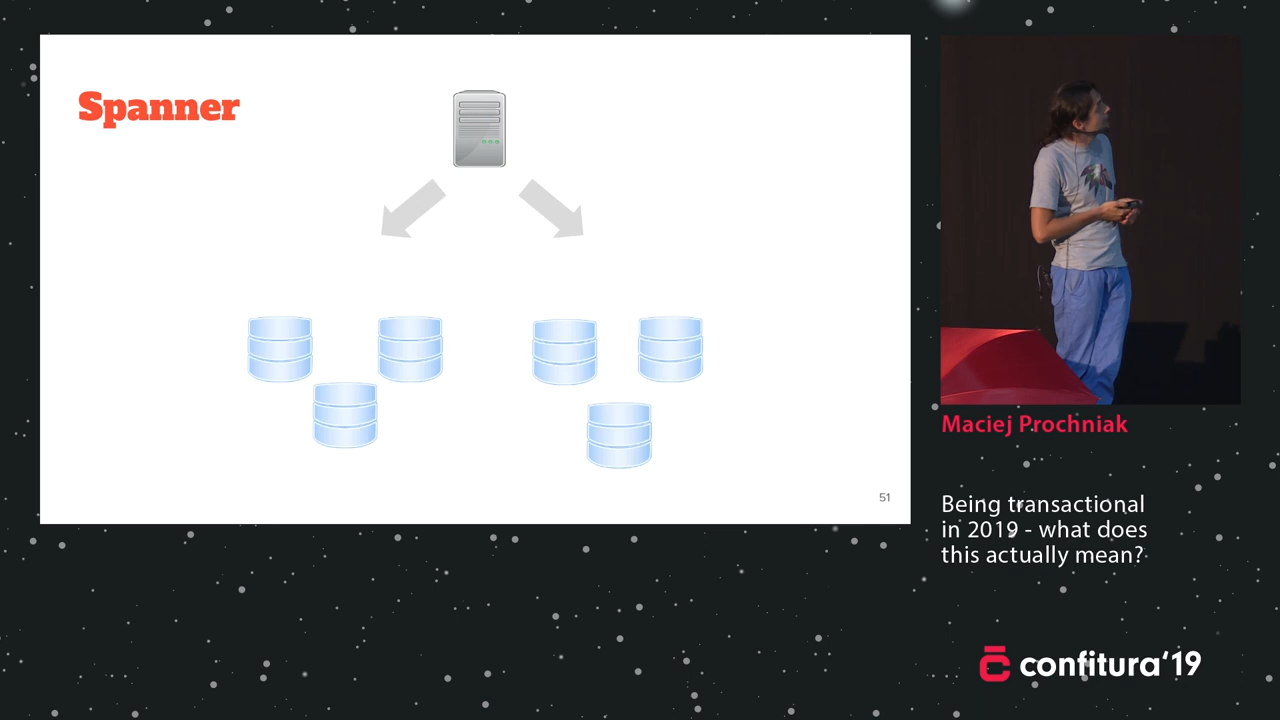 Spanner
51
Maciej Prochniak
Being transactional
in 2019 - what does
this actually mean?
confitura'19